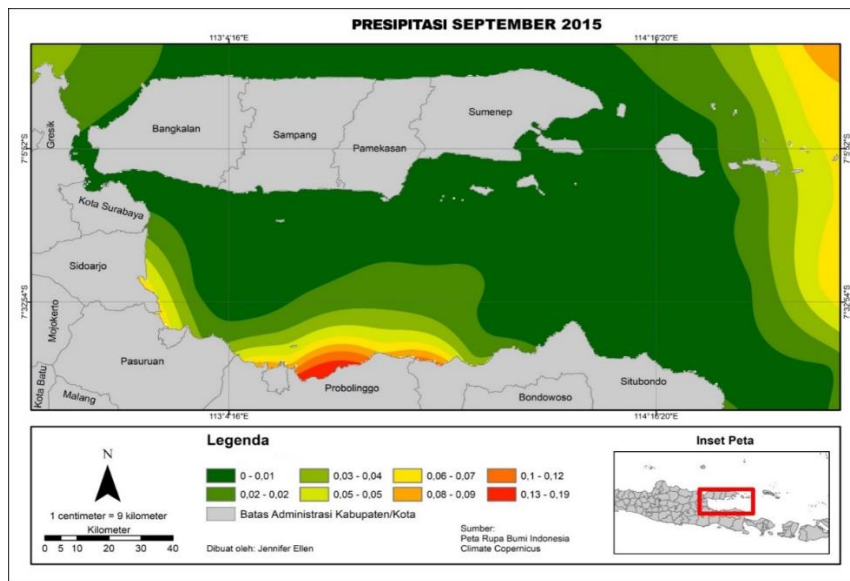 PRESIPITASI SEPTEMBER 2015
113°4'16"E
114°16'20"E
Gresik
Bangkalan
Sampang
Pamekasan
Sumenep
7°5'52"S
7°5'52"S
Kota Surabaya
Sidoarjo
Mojokerto
7°32'54"S
7°32'54"S
Pasuruan
Kota Batu
Malang
Probolinggo
Bondowoso
Situbondo
113°4'16"E
114°16'20"E
N
1 centimeter = 9 kilometer
Kilometer
0 5 10 20 30 40
Legenda
0 - 0,01
0,03 - 0,04
0,06 - 0,07
0,1 - 0,12
0,02 - 0,02
0,05 - 0,05
0,08 - 0,09
0,13 - 0,19
Batas Administrasi Kabupaten/Kota
Dibuat oleh: Jennifer Ellen
Sumber:
Peta Rupa Bumi Indonesia
Climate Copernicus
Inset Peta